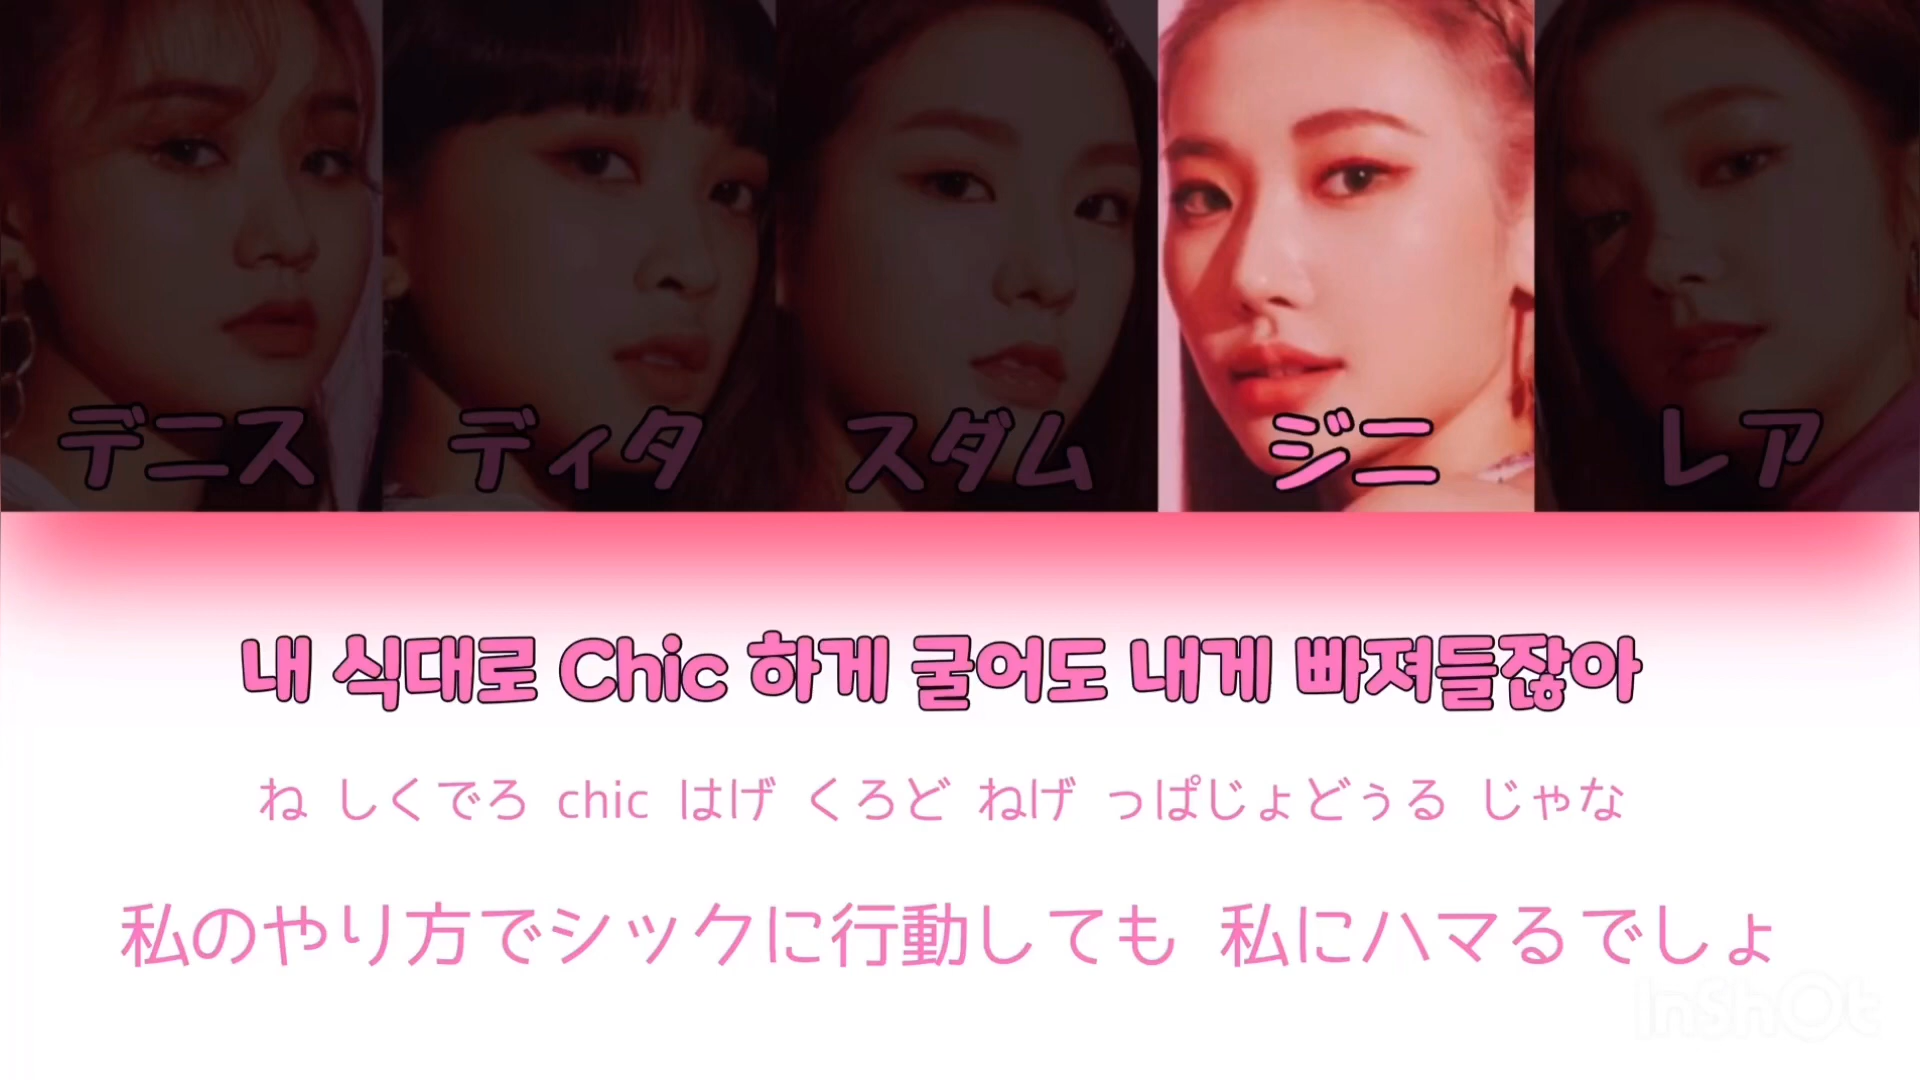 デニス ディタ スダム ジニ レア
내 식대로 Chic 하게 굴어도 내게 빠져들잖아
ね しくでろ chic はげ くろど ねげ っぱじょどぅる じゃな
私のやり方でシックに行動しても 私にハマるでしょ
InShOt